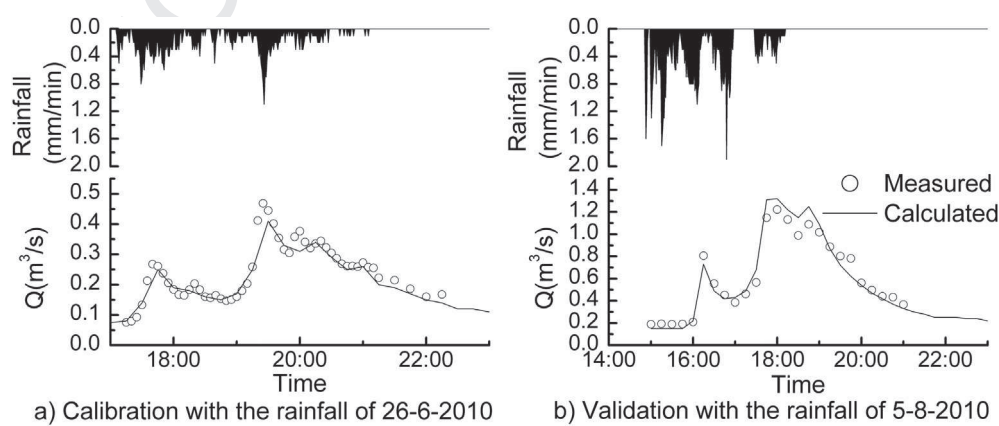 0.0
0.4
0.8
1.2
1.6
2.0
Rainfall
(mm/min)
0.5
0.4
0.3
0.2
0.1
0.0
Q(m³/s)
18:00 20:00 22:00
Time
a) Calibration with the rainfall of 26-6-2010
0.0
0.4
0.8
1.2
1.6
2.0
Rainfall
(mm/min)
1.4
1.2
1.0
0.8
0.6
0.4
0.2
0.0
Q(m³/s)
Measured
Calculated
14:00 16:00 18:00 20:00 22:00
Time
b) Validation with the rainfall of 5-8-2010